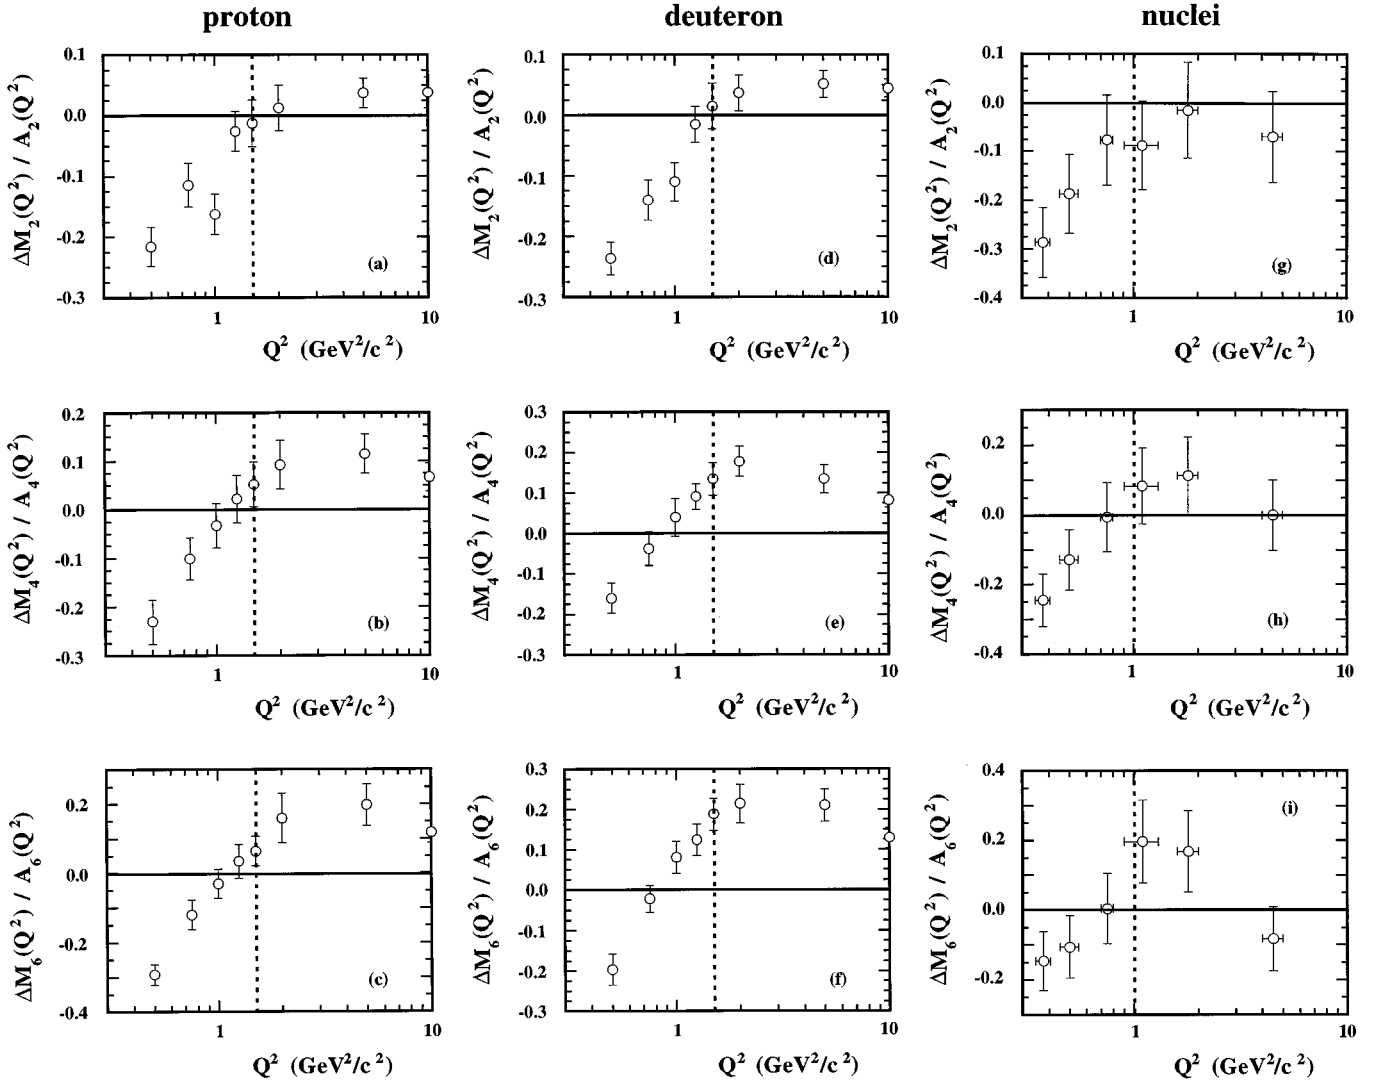 proton deuteron nuclei
ΔM₂(Q²) / A₂(Q²)
0.1
0.0
-0.1
-0.2
-0.3
(a)
1 10
Q² (GeV²/c²)
ΔM₂(Q²) / A₂(Q²)
0.1
0.0
-0.1
-0.2
-0.3
(d)
1 10
Q² (GeV²/c²)
ΔM₂(Q²) / A₂(Q²)
0.1
0.0
-0.1
-0.2
-0.3
-0.4
(g)
1 10
Q² (GeV²/c²)
ΔM₄(Q²) / A₄(Q²)
0.2
0.1
0.0
-0.1
-0.2
-0.3
(b)
1 10
Q² (GeV²/c²)
ΔM₄(Q²) / A₄(Q²)
0.3
0.2
0.1
0.0
-0.1
-0.2
-0.3
(e)
1 10
Q² (GeV²/c²)
ΔM₄(Q²) / A₄(Q²)
0.2
0.0
-0.2
-0.4
(h)
1 10
Q² (GeV²/c²)
ΔM₆(Q²) / A₆(Q²)
0.2
0.0
-0.2
-0.4
(c)
1 10
Q² (GeV²/c²)
ΔM₆(Q²) / A₆(Q²)
0.3
0.2
0.1
0.0
-0.1
-0.2
-0.3
(f)
1 10
Q² (GeV²/c²)
ΔM₆(Q²) / A₆(Q²)
0.4
0.2
0.0
-0.2
(i)
1 10
Q² (GeV²/c²)